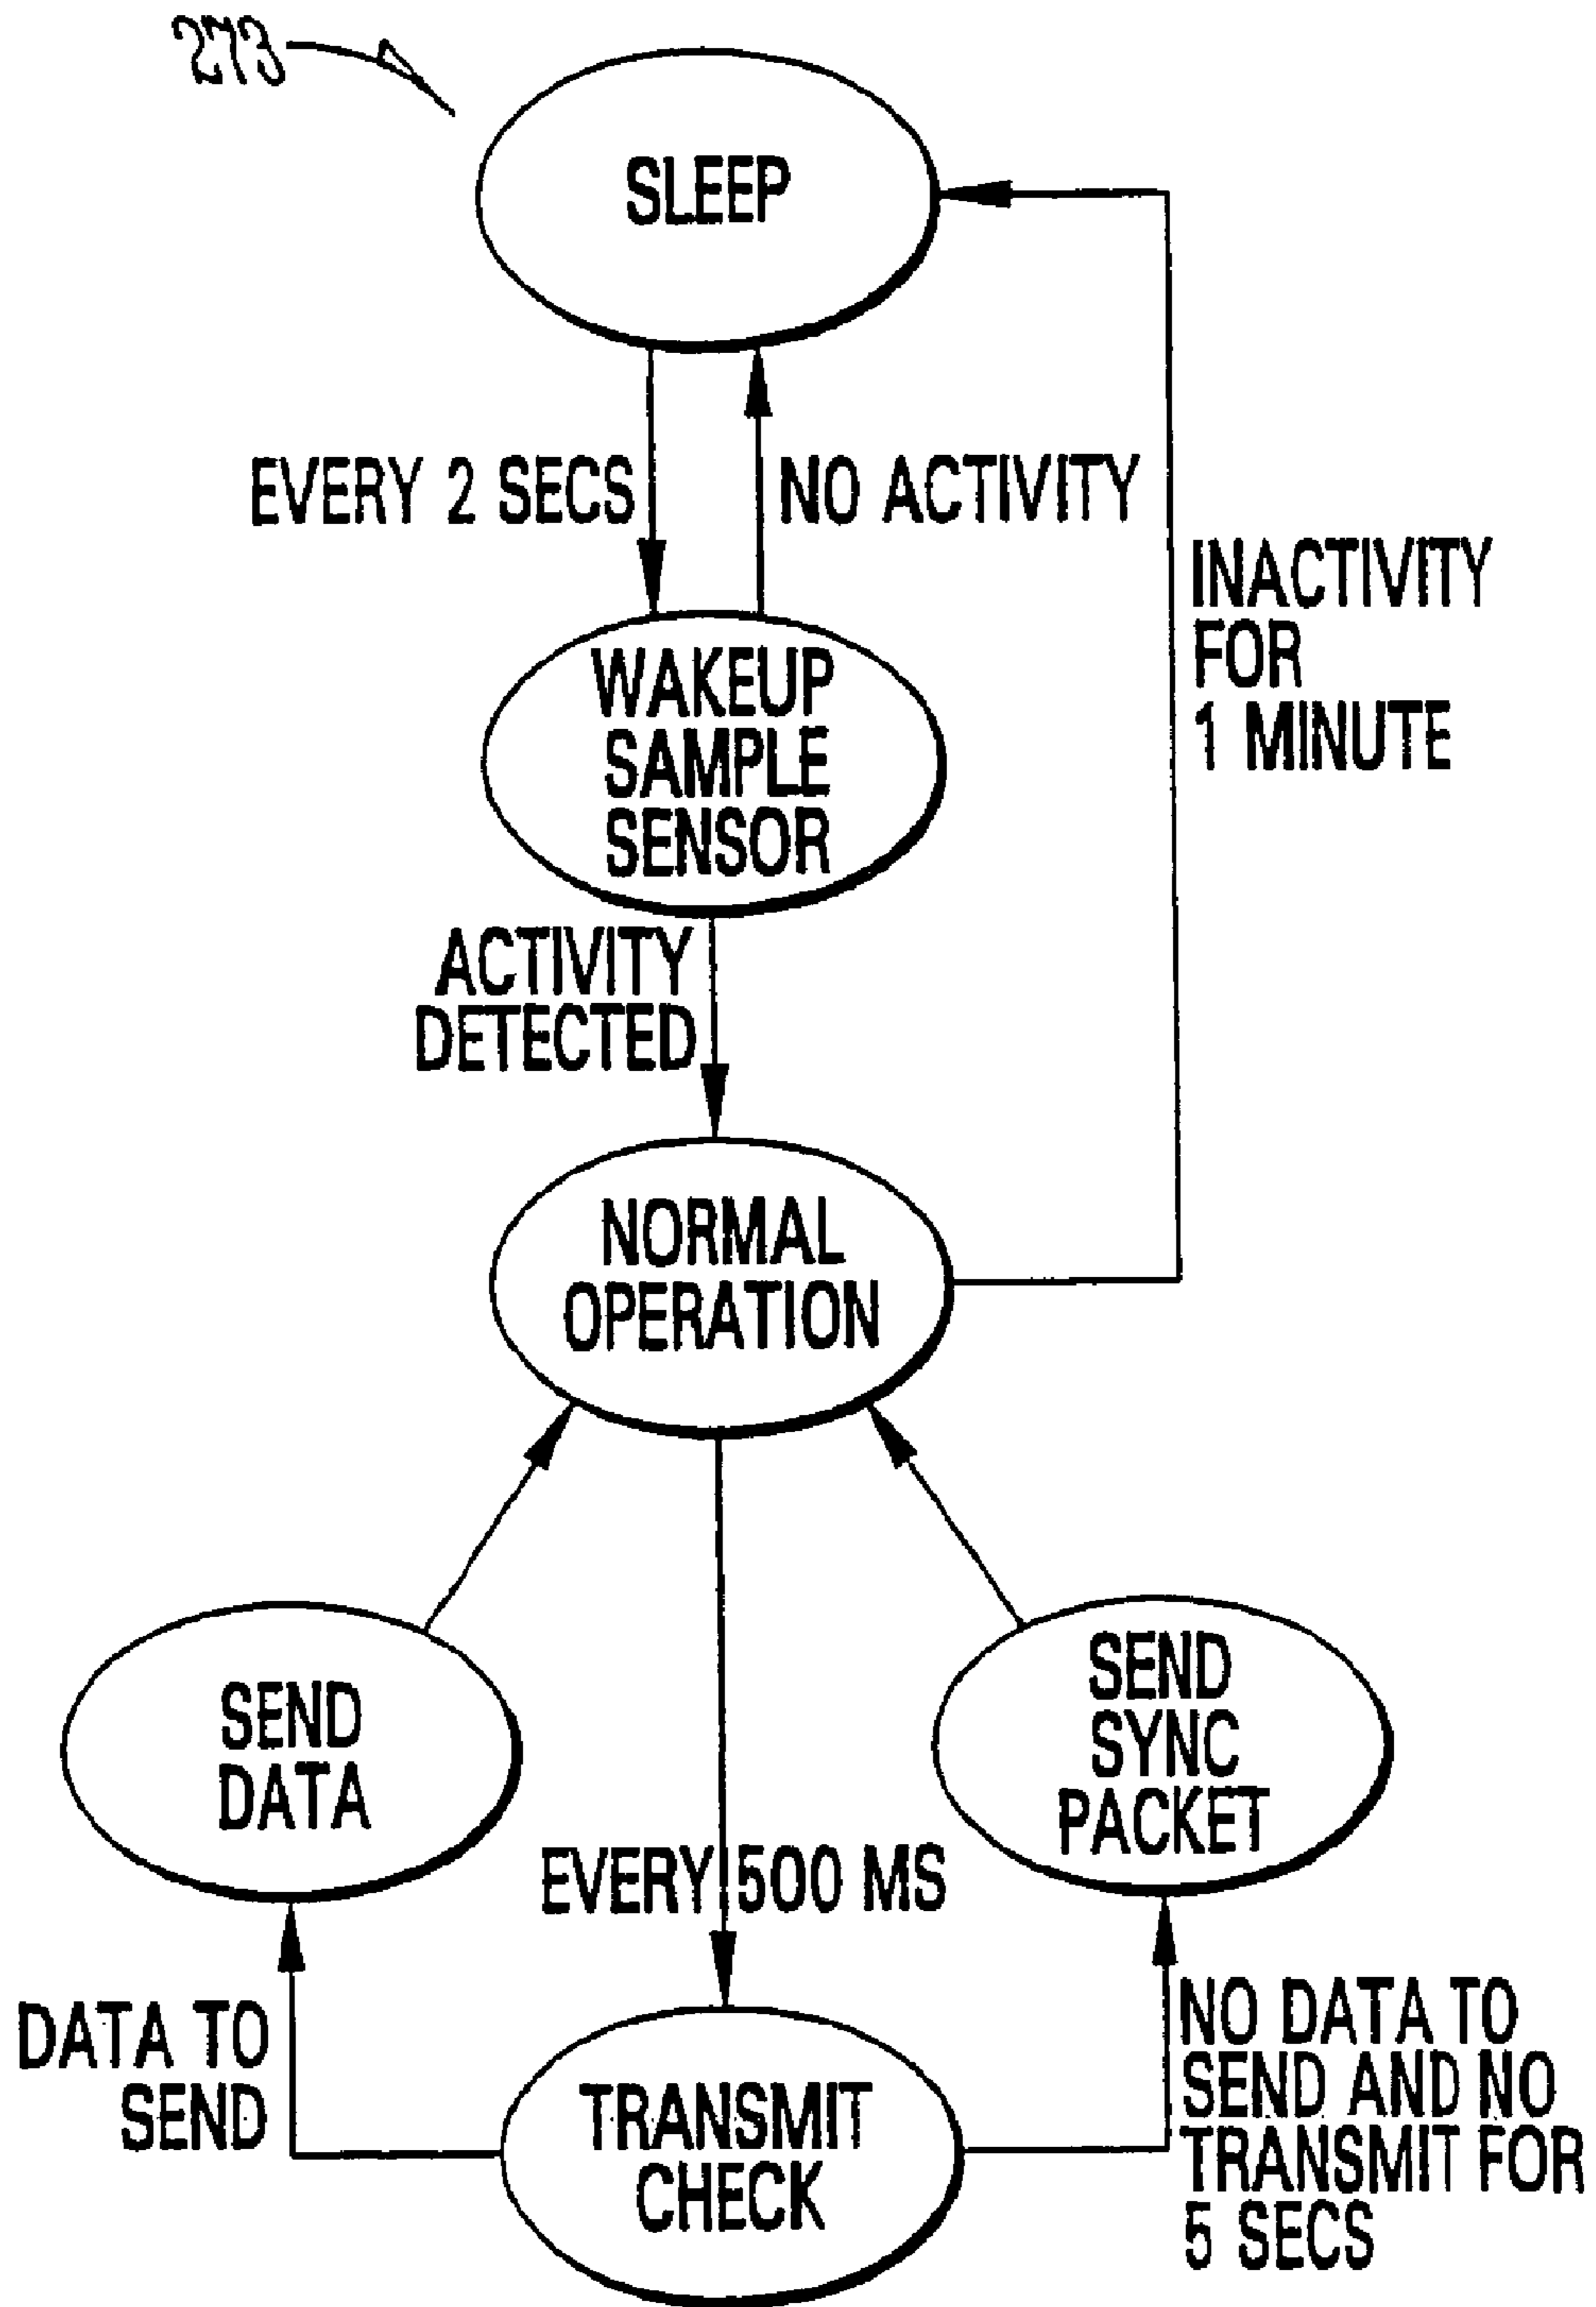 273
SLEEP
EVERY 2 SECS
NO ACTIVITY
INACTIVITY
FOR
1 MINUTE
WAKEUP
SAMPLE
SENSOR
ACTIVITY
DETECTED
NORMAL
OPERATION
SEND
DATA
SEND
SYNC
PACKET
EVERY 500 MS
DATA TO
SEND
NO DATA TO
SEND AND NO
TRANSMIT FOR
5 SECS
TRANSMIT
CHECK